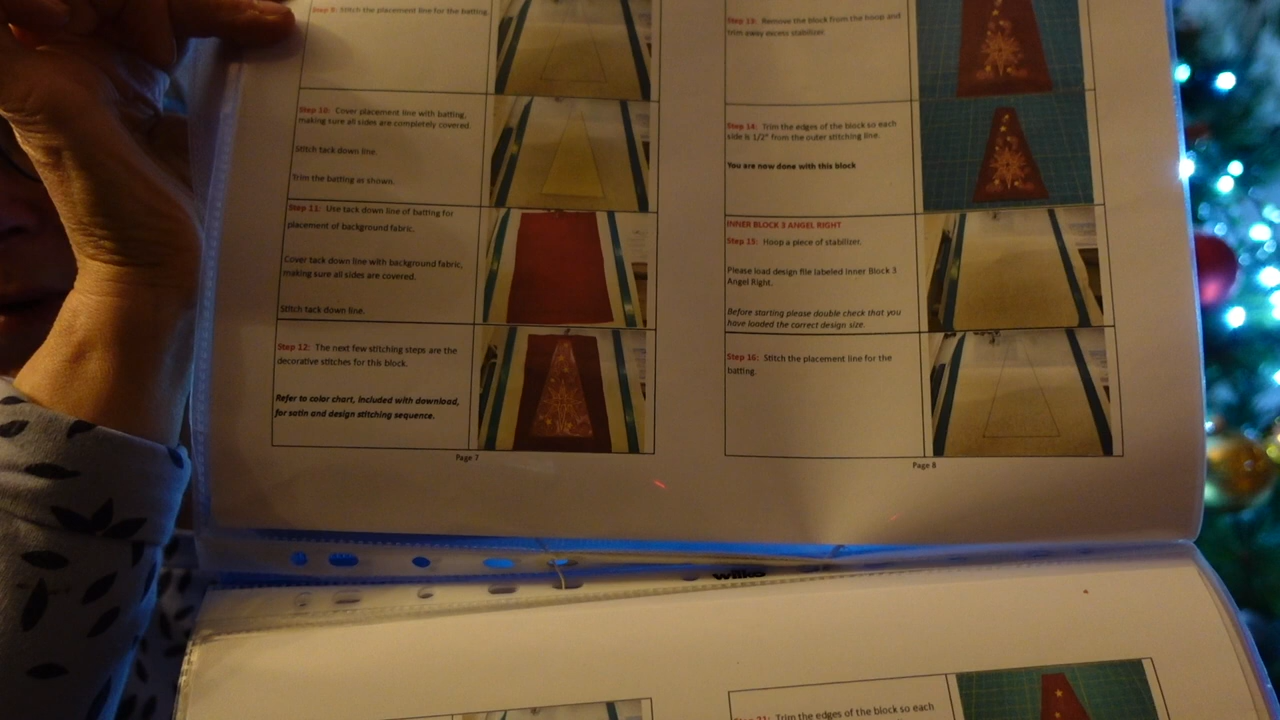 Step 9: Stitch the placement line for the batting.
Step 10: Cover placement line with batting,
making sure all sides are completely covered.
Stitch tack down line.
Trim the batting as shown.
Step 11: Use tack down line of batting for
placement of background fabric.
Cover tack down line with background fabric,
making sure all sides are covered.
Stitch tack down line.
Step 12: The next few stitching steps are the
decorative stitches for this block.
Refer to color chart, included with download,
for satin and design stitching sequence.
Page 7
Step 13: Remove the block from the hoop and
trim away excess stabilizer.
Step 14: Trim the edges of the block so each
side is 1/2" from the outer stitching line.
You are now done with this block
INNER BLOCK 3 ANGEL RIGHT
Step 15: Hoop a piece of stabilizer.
Please load design file labeled Inner Block 3
Angel Right.
Before starting please double check that you
have loaded the correct design size.
Step 16: Stitch the placement line for the
batting.
Page 8
wilko
Step 21: Trim the edges of the block so each